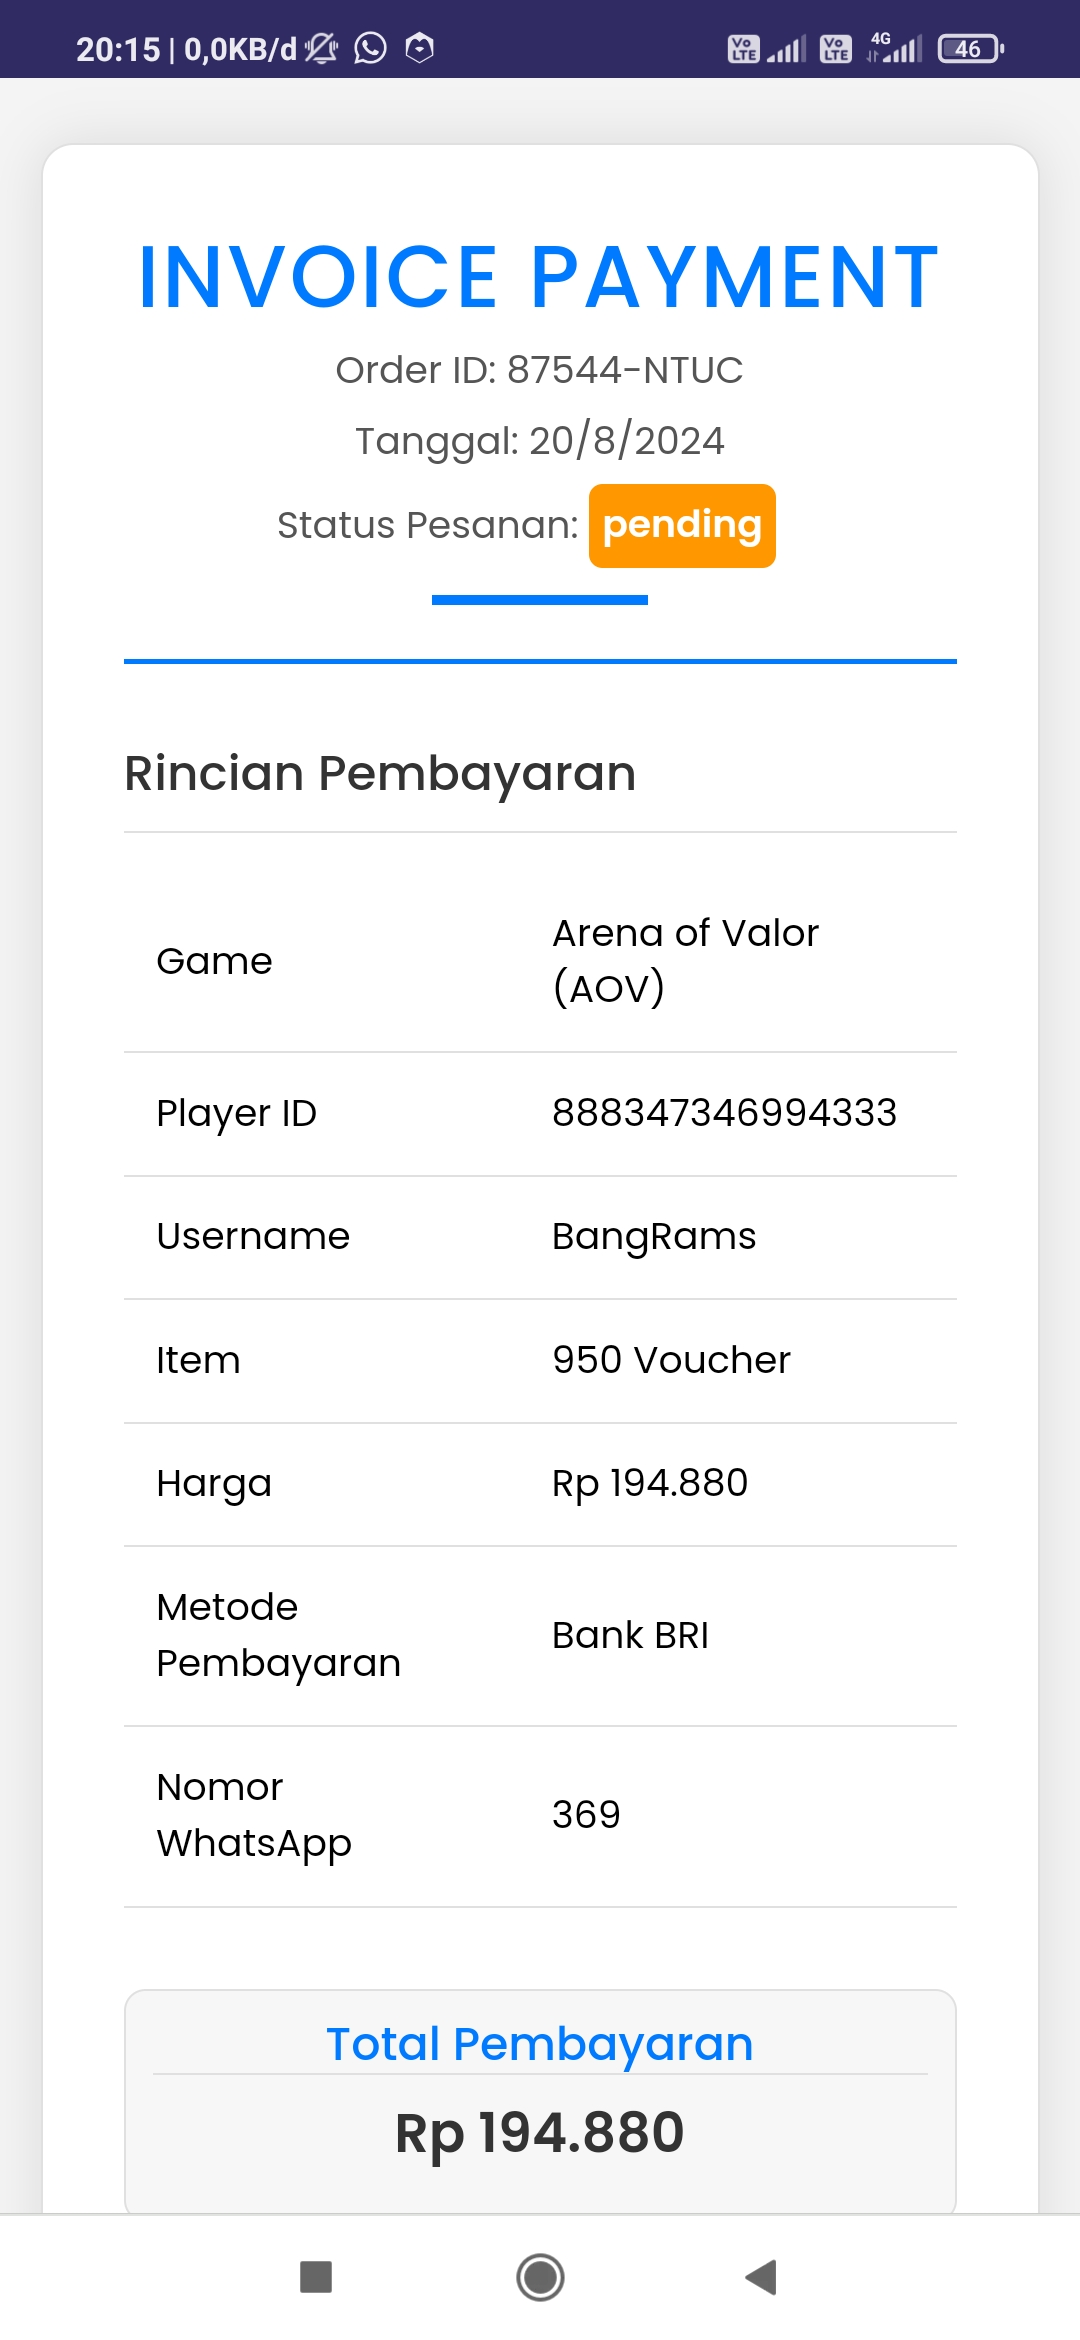 20:15 | 0,0KB/d
Vo LTE Vo LTE 4G 46
INVOICE PAYMENT
Order ID: 87544-NTUC
Tanggal: 20/8/2024
Status Pesanan: pending
Rincian Pembayaran
Game
Arena of Valor
(AOV)
Player ID 888347346994333
Username BangRams
Item 950 Voucher
Harga Rp 194.880
Metode
Pembayaran
Bank BRI
Nomor
WhatsApp
369
Total Pembayaran
Rp 194.880